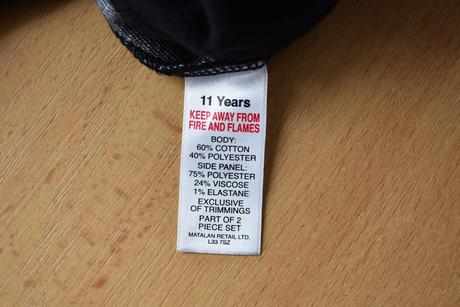 11 Years
KEEP AWAY FROM
FIRE AND FLAMES
BODY:
60% COTTON
40% POLYESTER
SIDE PANEL:
75% POLYESTER
24% VISCOSE
1% ELASTANE
EXCLUSIVE
OF TRIMMINGS
PART OF 2
PIECE SET
MATALAN RETAIL LTD.
L33 7SZ